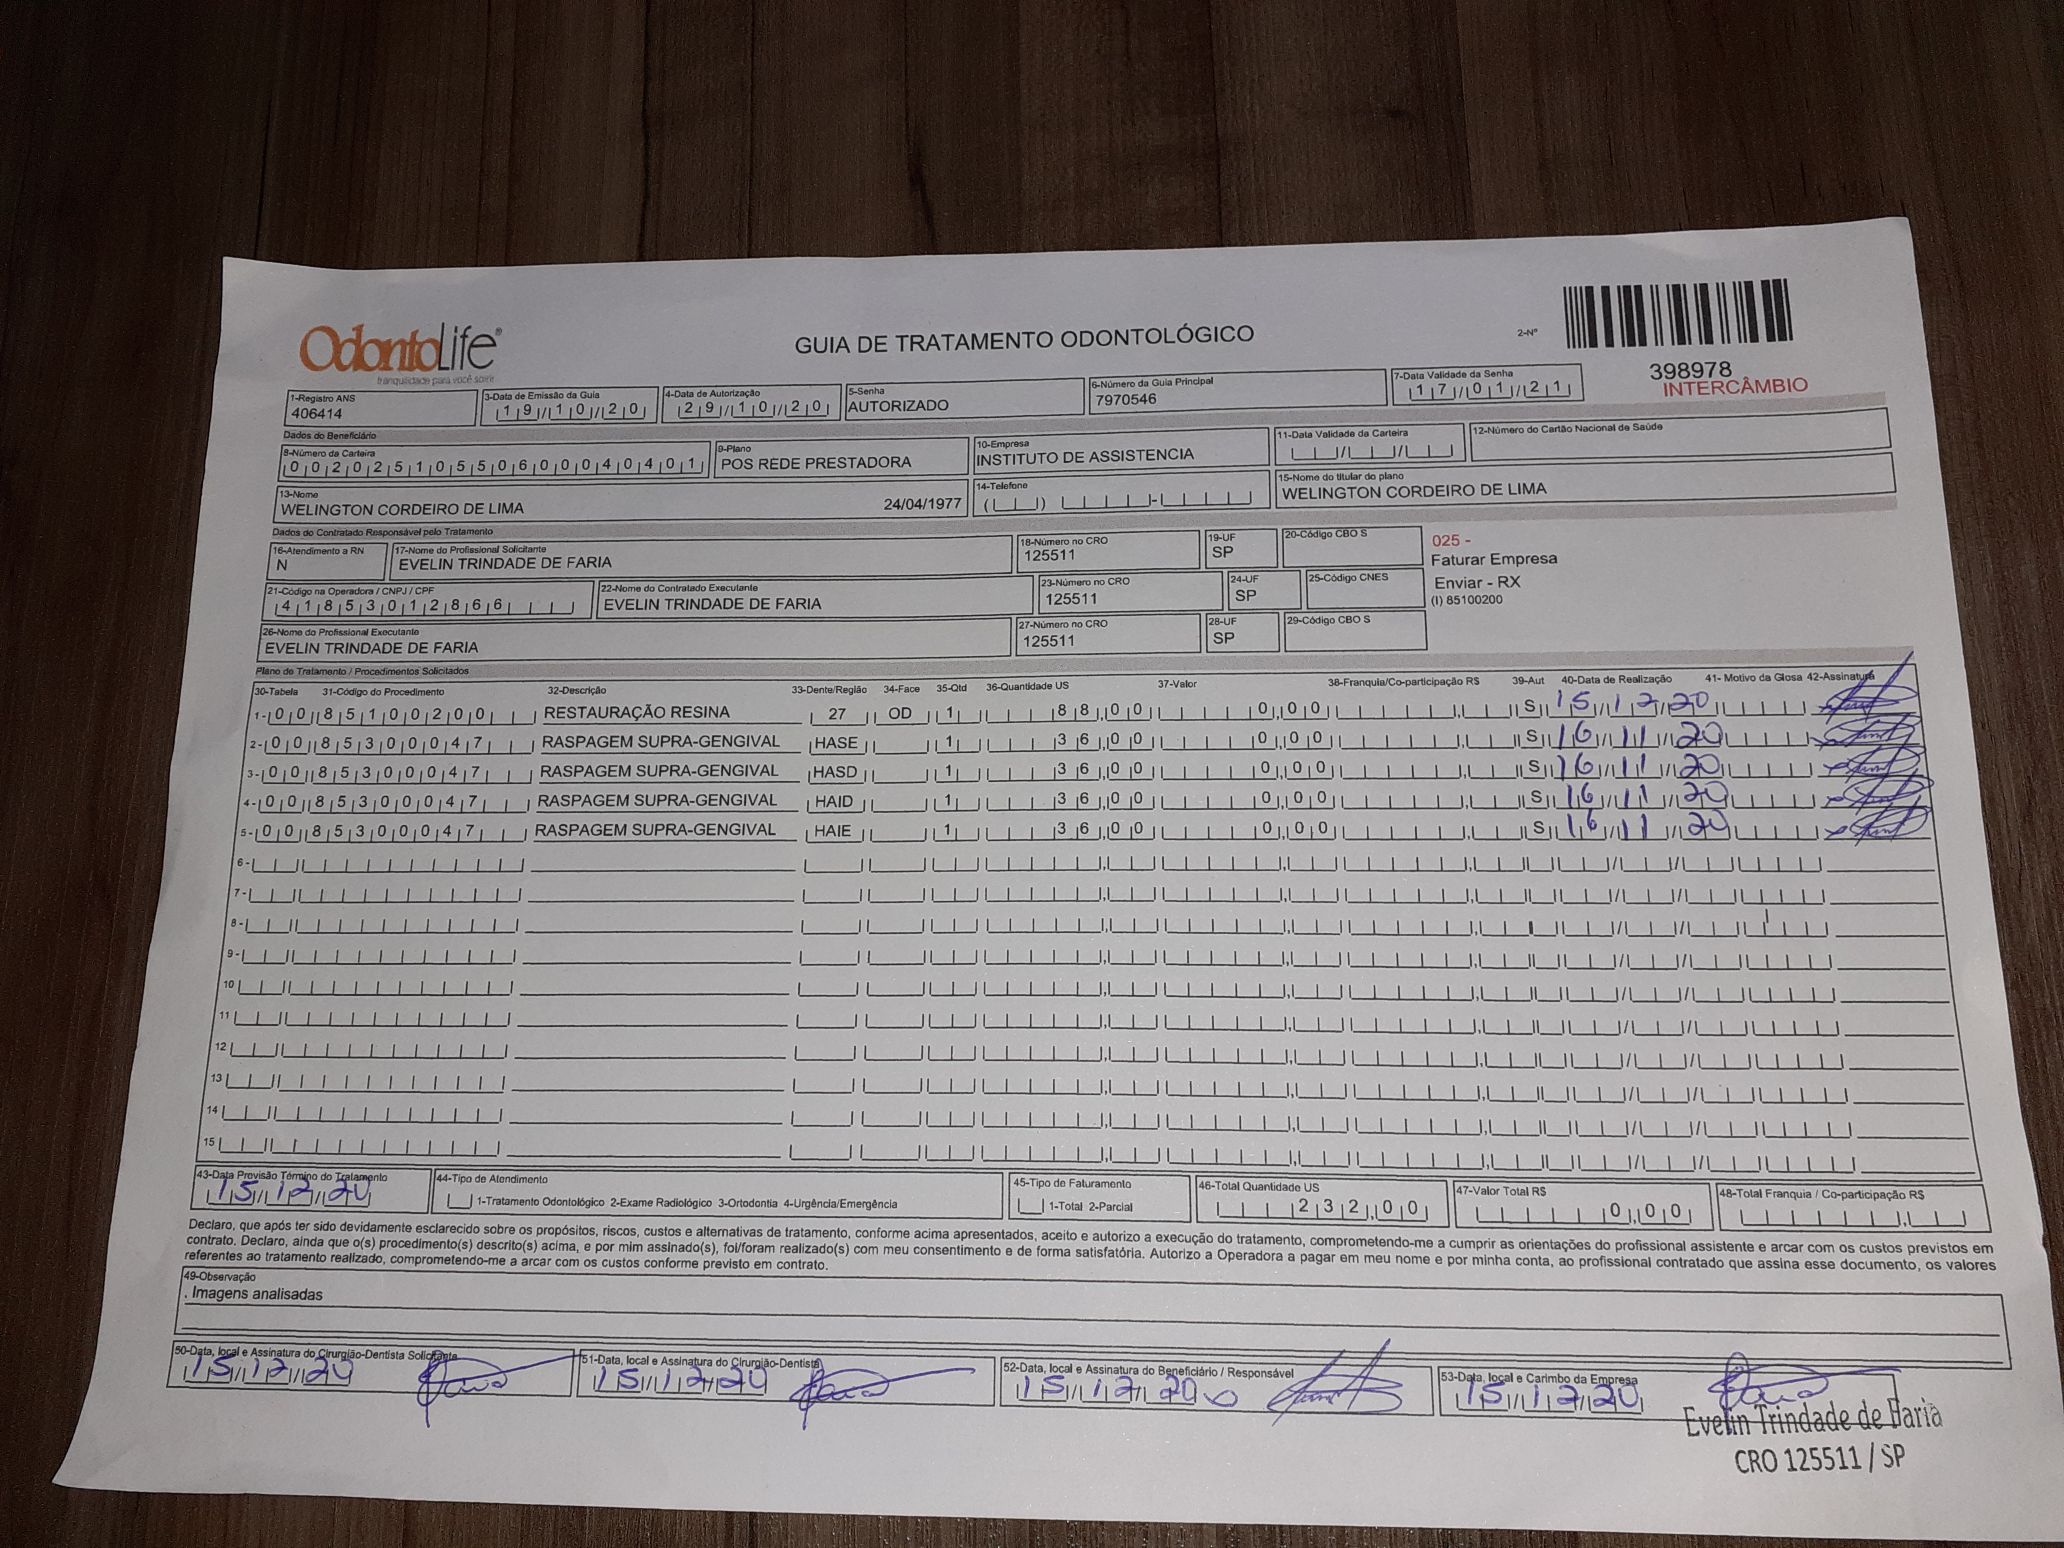 OdontoLife®
tranquilidade para você sorrir
GUIA DE TRATAMENTO ODONTOLÓGICO
2-Nº
398978
INTERCÂMBIO
1-Registro ANS
406414
3-Data de Emissão da Guia
19/10/20
4-Data de Autorização
29/10/20
5-Senha
AUTORIZADO
6-Número da Guia Principal
7970546
7-Data Validade da Senha
17/01/21
Dados do Beneficiário
8-Número da Carteira
00202510550600040401
9-Plano
POS REDE PRESTADORA
10-Empresa
INSTITUTO DE ASSISTENCIA
11-Data Validade da Carteira
12-Número do Cartão Nacional de Saúde
13-Nome
WELINGTON CORDEIRO DE LIMA 24/04/1977
14-Telefone
15-Nome do titular do plano
WELINGTON CORDEIRO DE LIMA
Dados do Contratado Responsável pelo Tratamento
16-Atendimento a RN
N
17-Nome do Profissional Solicitante
EVELIN TRINDADE DE FARIA
18-Número no CRO
125511
19-UF
SP
20-Código CBO S
025 -
Faturar Empresa
Enviar - RX
(I) 85100200
21-Código na Operadora / CNPJ / CPF
41853012866
22-Nome do Contratado Executante
EVELIN TRINDADE DE FARIA
23-Número no CRO
125511
24-UF
SP
25-Código CNES
26-Nome do Profissional Executante
EVELIN TRINDADE DE FARIA
27-Número no CRO
125511
28-UF
SP
29-Código CBO S
Plano de Tratamento / Procedimentos Solicitados
30-Tabela 31-Código do Procedimento 32-Descrição 33-Dente/Região 34-Face 35-Qtd 36-Quantidade US 37-Valor 38-Franquia/Co-participação R$ 39-Aut 40-Data de Realização 41- Motivo da Glosa 42-Assinatura
1- 00 85100200 RESTAURAÇÃO RESINA 27 OD 1 88,00 0,00 S 15/12/20
2- 00 85300047 RASPAGEM SUPRA-GENGIVAL HASE 1 36,00 0,00 S 16/11/20
3- 00 85300047 RASPAGEM SUPRA-GENGIVAL HASD 1 36,00 0,00 S 16/11/20
4- 00 85300047 RASPAGEM SUPRA-GENGIVAL HAID 1 36,00 0,00 S 16/11/20
5- 00 85300047 RASPAGEM SUPRA-GENGIVAL HAIE 1 36,00 0,00 S 16/11/20
6-
7-
8-
9-
10
11
12
13
14
15
43-Data Previsão Término do Tratamento
15/12/20
44-Tipo de Atendimento
1-Tratamento Odontológico 2-Exame Radiológico 3-Ortodontia 4-Urgência/Emergência
45-Tipo de Faturamento
1-Total 2-Parcial
46-Total Quantidade US
232,00
47-Valor Total R$
0,00
48-Total Franquia / Co-participação R$
Declaro, que após ter sido devidamente esclarecido sobre os propósitos, riscos, custos e alternativas de tratamento, conforme acima apresentados, aceito e autorizo a execução do tratamento, comprometendo-me a cumprir as orientações do profissional assistente e arcar com os custos previstos em
contrato. Declaro, ainda que o(s) procedimento(s) descrito(s) acima, e por mim assinado(s), foi/foram realizado(s) com meu consentimento e de forma satisfatória. Autorizo a Operadora a pagar em meu nome e por minha conta, ao profissional contratado que assina esse documento, os valores
referentes ao tratamento realizado, comprometendo-me a arcar com os custos conforme previsto em contrato.
49-Observação
. Imagens analisadas
50-Data, local e Assinatura do Cirurgião-Dentista Solicitante
15/12/20
51-Data, local e Assinatura do Cirurgião-Dentista
15/12/20
52-Data, local e Assinatura do Beneficiário / Responsável
15/12/20
53-Data, local e Carimbo da Empresa
15/12/20
Evelin Trindade de Faria
CRO 125511 / SP